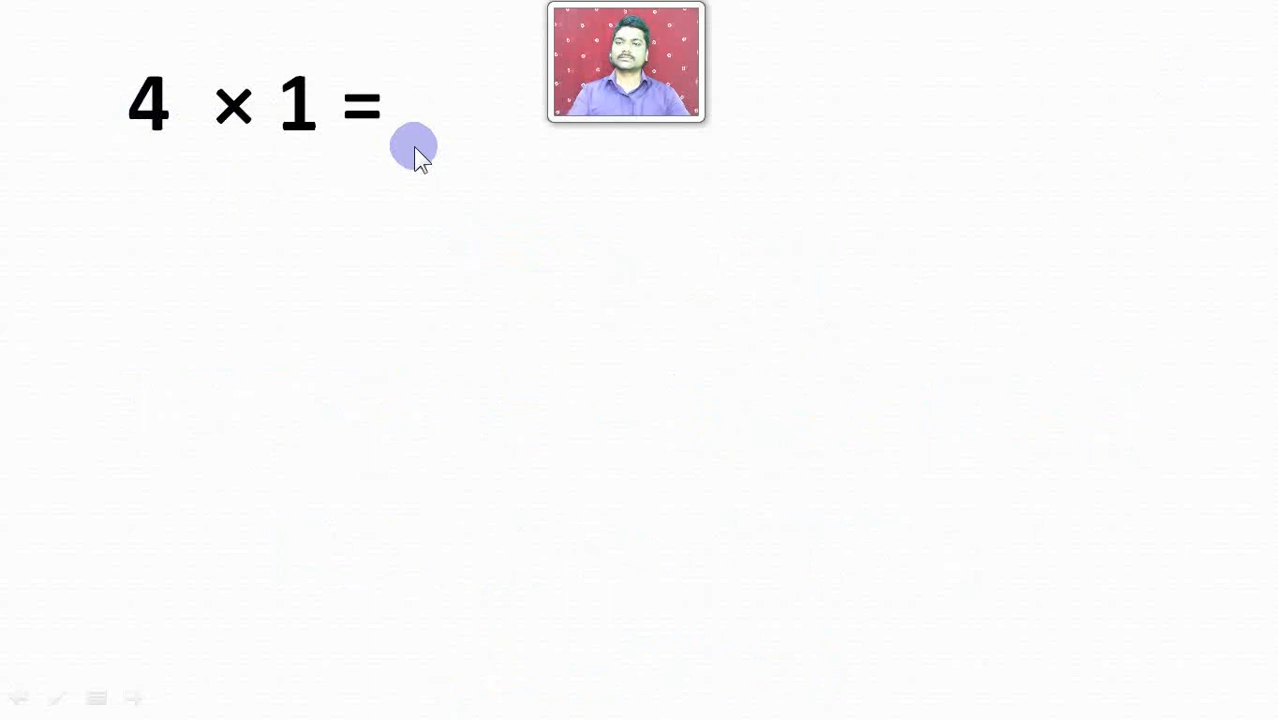 4 × 1 =